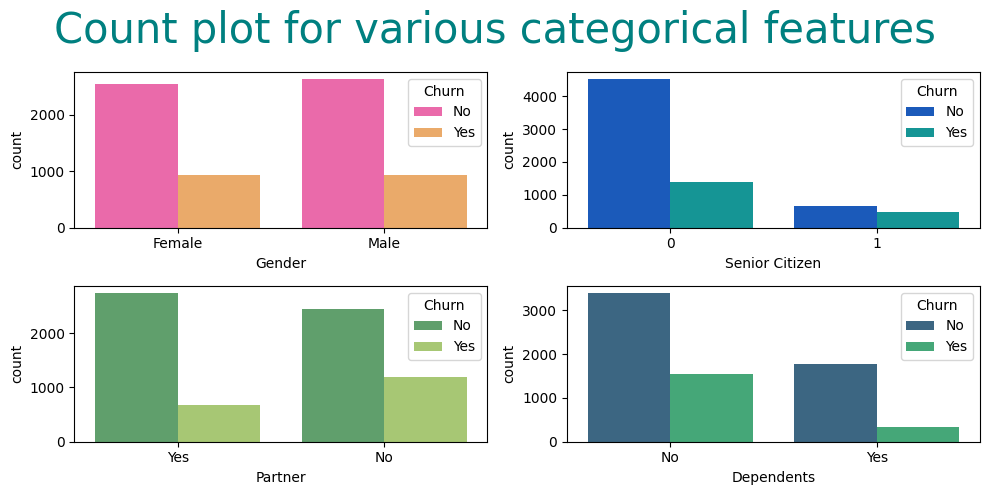 Count plot for various categorical features
count
2000
1000
0
Churn
No
Yes
Female
Male
Gender
count
4000
3000
2000
1000
0
Churn
No
Yes
0
1
Senior Citizen
count
2000
1000
0
Churn
No
Yes
Yes
No
Partner
count
3000
2000
1000
0
Churn
No
Yes
No
Yes
Dependents